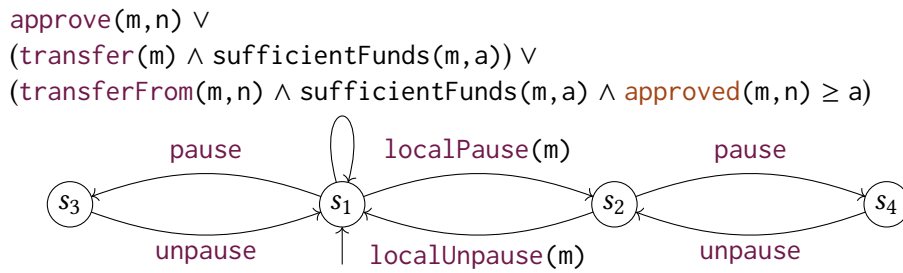 approve(m,n) ∨
(transfer(m) ∧ sufficientFunds(m,a)) ∨
(transferFrom(m,n) ∧ sufficientFunds(m,a) ∧ approved(m,n) ≥ a)
pause localPause(m) pause
s3 s1 s2 s4
unpause localUnpause(m) unpause